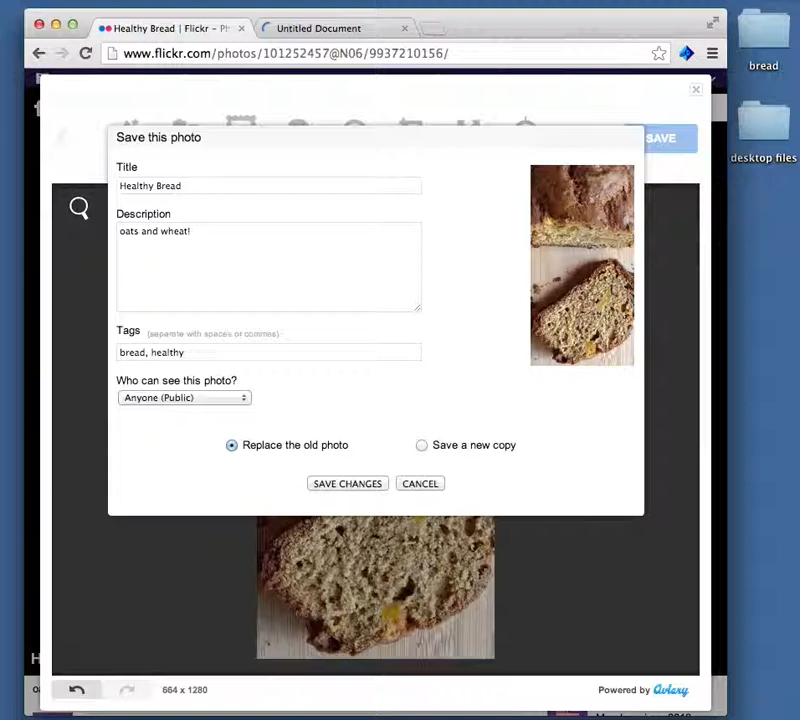 Healthy Bread | Flickr – Ph
Untitled Document
www.flickr.com/photos/101252457@N06/9937210156/
bread
desktop files
SAVE
Save this photo
Title
Healthy Bread
Description
oats and wheat!
Tags (separate with spaces or commas)
bread, healthy
Who can see this photo?
Anyone (Public)
Replace the old photo
Save a new copy
SAVE CHANGES
CANCEL
664 x 1280
Powered by Aviary